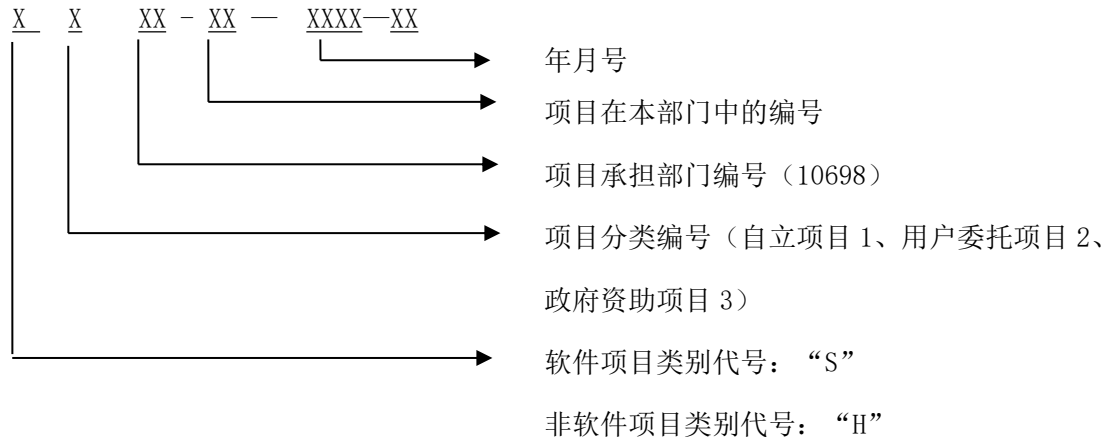 X X XX - XX — XXXX—XX
年月号
项目在本部门中的编号
项目承担部门编号（10698）
项目分类编号（自立项目 1、用户委托项目 2、
政府资助项目 3）
软件项目类别代号：“S”
非软件项目类别代号：“H”